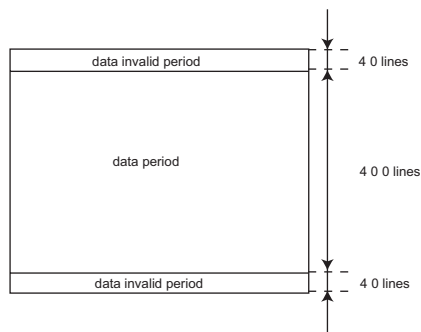 data invalid period
4 0 lines
data period
4 0 0 lines
data invalid period
4 0 lines